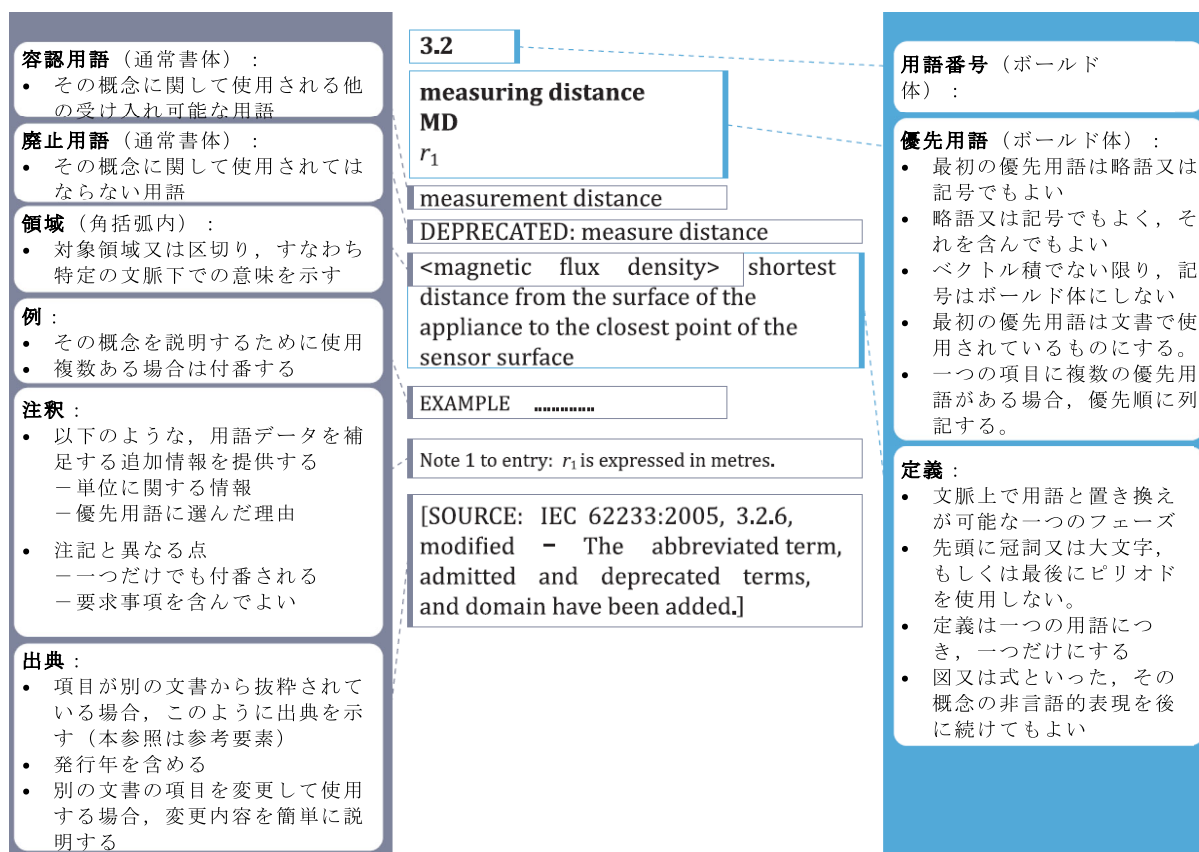 容認用語（通常書体）：
• その概念に関して使用される他
の受け入れ可能な用語
廃止用語（通常書体）：
• その概念に関して使用されては
ならない用語
領域（角括弧内）：
• 対象領域又は区切り，すなわち
特定の文脈下での意味を示す
例：
• その概念を説明するために使用
• 複数ある場合は付番する
注釈：
• 以下のような，用語データを補
足する追加情報を提供する
－単位に関する情報
－優先用語に選んだ理由
• 注記と異なる点
－一つだけでも付番される
－要求事項を含んでよい
出典：
• 項目が別の文書から抜粋されて
いる場合，このように出典を示
す（本参照は参考要素）
• 発行年を含める
• 別の文書の項目を変更して使用
する場合，変更内容を簡単に説
明する
3.2
measuring distance
MD
r₁
measurement distance
DEPRECATED: measure distance
<magnetic flux density> shortest
distance from the surface of the
appliance to the closest point of the
sensor surface
EXAMPLE .............
Note 1 to entry: r₁ is expressed in metres.
[SOURCE: IEC 62233:2005, 3.2.6,
modified – The abbreviated term,
admitted and deprecated terms,
and domain have been added.]
用語番号（ボールド
体）：
優先用語（ボールド体）：
• 最初の優先用語は略語又は
記号でもよい
• 略語又は記号でもよく，そ
れを含んでもよい
• ベクトル積でない限り，記
号はボールド体にしない
• 最初の優先用語は文書で使
用されているものにする。
• 一つの項目に複数の優先用
語がある場合，優先順に列
記する。
定義：
• 文脈上で用語と置き換え
が可能な一つのフェーズ
• 先頭に冠詞又は大文字，
もしくは最後にピリオド
を使用しない。
• 定義は一つの用語につ
き，一つだけにする
• 図又は式といった，その
概念の非言語的表現を後
に続けてもよい